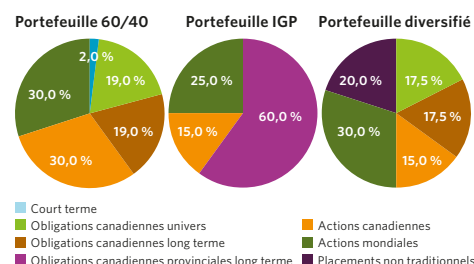 Portefeuille 60/40 Portefeuille IGP Portefeuille diversifié
2,0 %
19,0 %
19,0 %
30,0 %
30,0 %
60,0 %
15,0 %
25,0 %
17,5 %
17,5 %
15,0 %
30,0 %
20,0 %
Court terme
Obligations canadiennes univers
Obligations canadiennes long terme
Obligations canadiennes provinciales long terme
Actions canadiennes
Actions mondiales
Placements non traditionnels